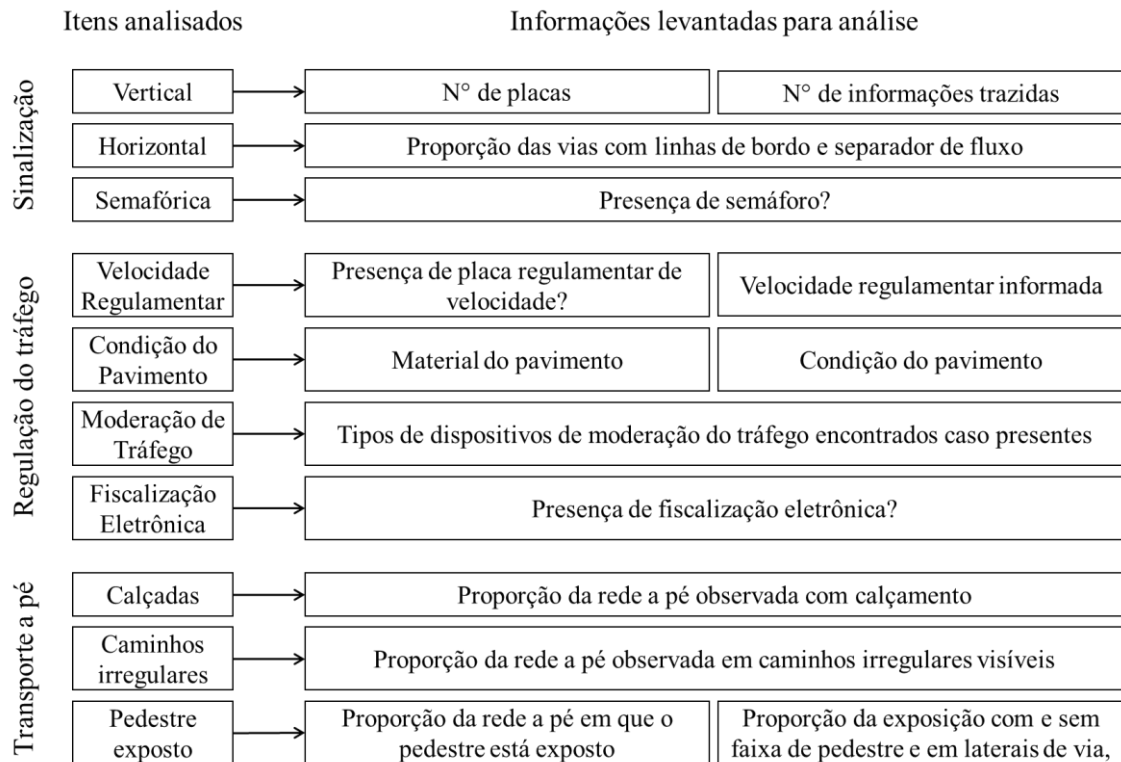 Itens analisados
Informações levantadas para análise
Sinalização
Vertical
N° de placas
N° de informações trazidas
Horizontal
Proporção das vias com linhas de bordo e separador de fluxo
Semafórica
Presença de semáforo?
Regulação do tráfego
Velocidade
Regulamentar
Presença de placa regulamentar de
velocidade?
Velocidade regulamentar informada
Condição do
Pavimento
Material do pavimento
Condição do pavimento
Moderação de
Tráfego
Tipos de dispositivos de moderação do tráfego encontrados caso presentes
Fiscalização
Eletrônica
Presença de fiscalização eletrônica?
Transporte a pé
Calçadas
Proporção da rede a pé observada com calçamento
Caminhos
irregulares
Proporção da rede a pé observada em caminhos irregulares visíveis
Pedestre
exposto
Proporção da rede a pé em que o
pedestre está exposto
Proporção da exposição com e sem
faixa de pedestre e em laterais de via,